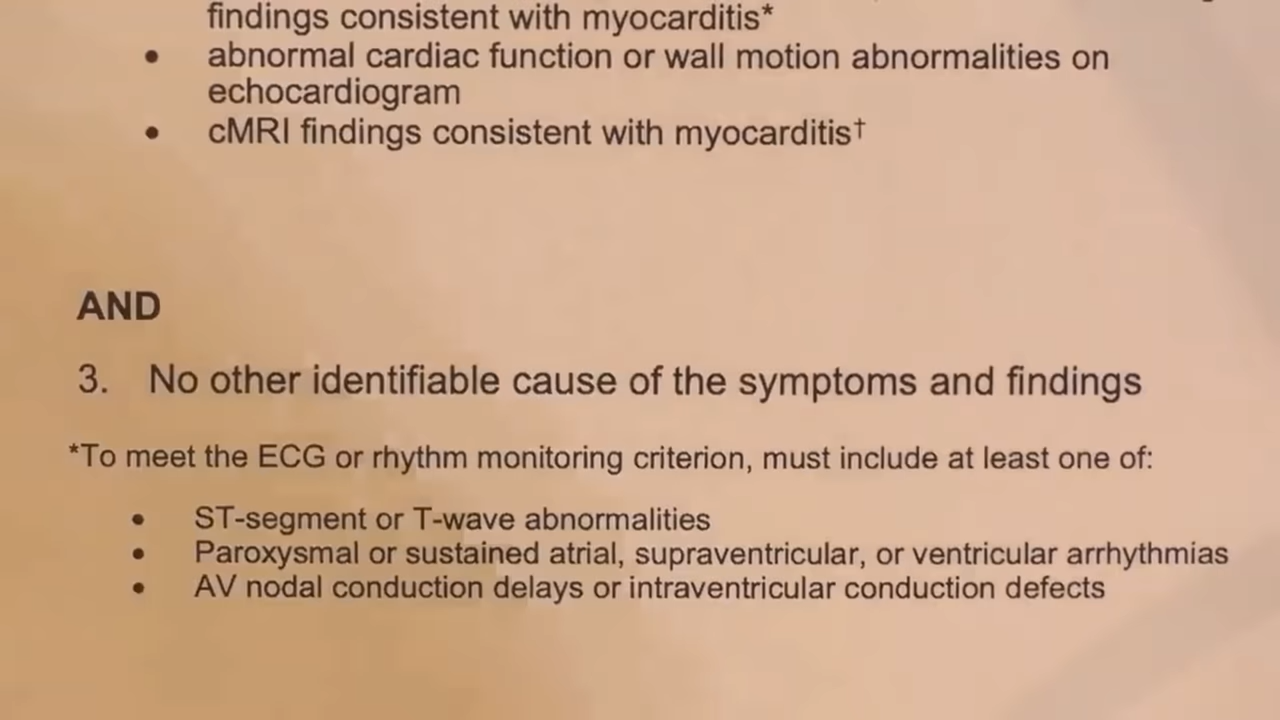 findings consistent with myocarditis*
• abnormal cardiac function or wall motion abnormalities on
echocardiogram
• cMRI findings consistent with myocarditis†
AND
3. No other identifiable cause of the symptoms and findings
*To meet the ECG or rhythm monitoring criterion, must include at least one of:
• ST-segment or T-wave abnormalities
• Paroxysmal or sustained atrial, supraventricular, or ventricular arrhythmias
• AV nodal conduction delays or intraventricular conduction defects